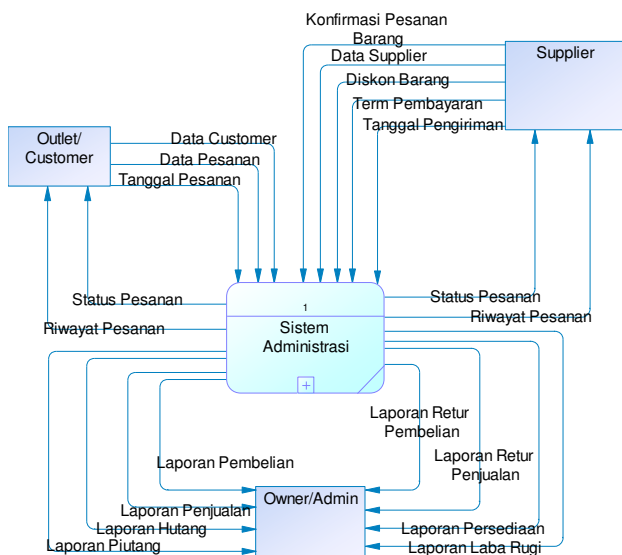 Konfirmasi Pesanan
Barang
Data Supplier
Diskon Barang
Term Pembayaran
Tanggal Pengiriman
Supplier
Outlet/
Customer
Data Customer
Data Pesanan
Tanggal Pesanan
Status Pesanan
Riwayat Pesanan
1
Sistem
Administrasi
+
Status Pesanan
Riwayat Pesanan
Laporan Retur
Pembelian
Laporan Retur
Penjualan
Laporan Pembelian
Laporan Penjualan
Laporan Hutang
Laporan Piutang
Owner/Admin
Laporan Persediaan
Laporan Laba Rugi